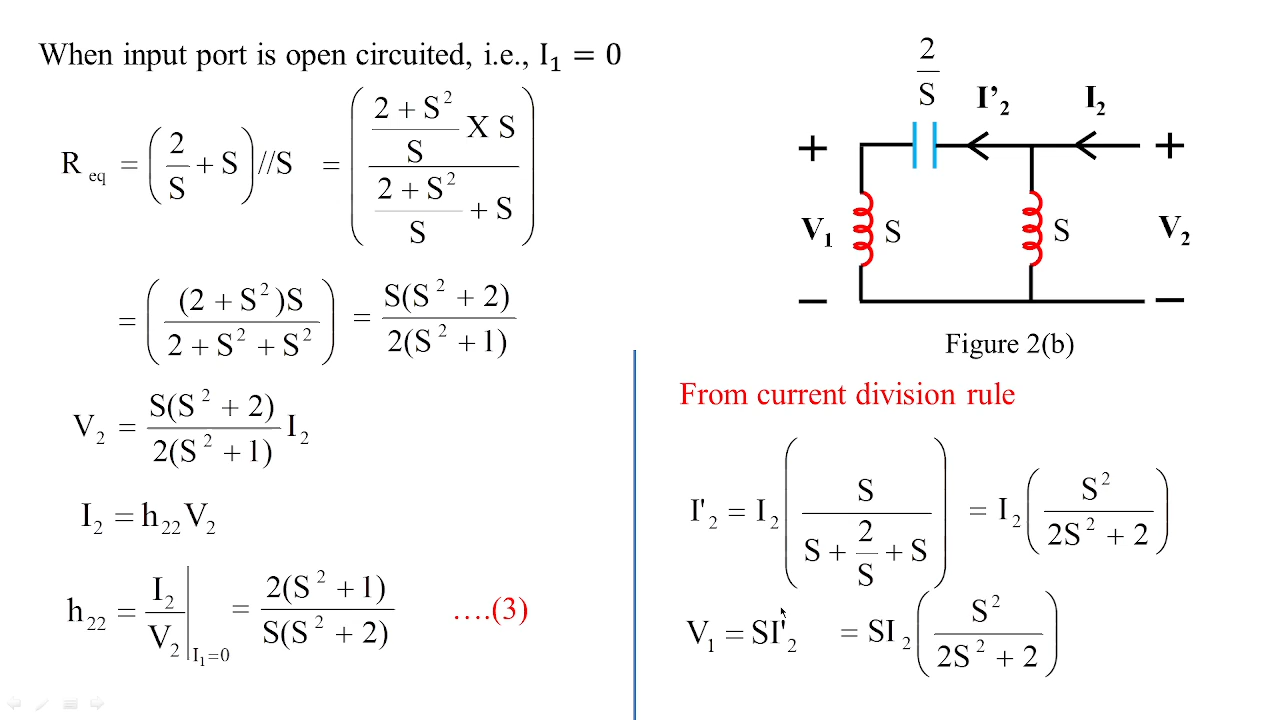 When input port is open circuited, i.e., I₁ = 0
R eq = (2/S + S)//S = (((2 + S²)/S X S)/((2 + S²)/S + S))
= ((2 + S²)S/(2 + S² + S²)) = S(S² + 2)/2(S² + 1)
V₂ = S(S² + 2)/2(S² + 1) I₂
I₂ = h₂₂V₂
h₂₂ = I₂/V₂ |I₁=0 = 2(S² + 1)/S(S² + 2) ….(3)
2/S
I’₂ I₂
+ +
V₁ S S V₂
− −
Figure 2(b)
From current division rule
I'₂ = I₂(S/(S + 2/S + S)) = I₂(S²/(2S² + 2))
V₁ = SI'₂ = SI₂(S²/(2S² + 2))